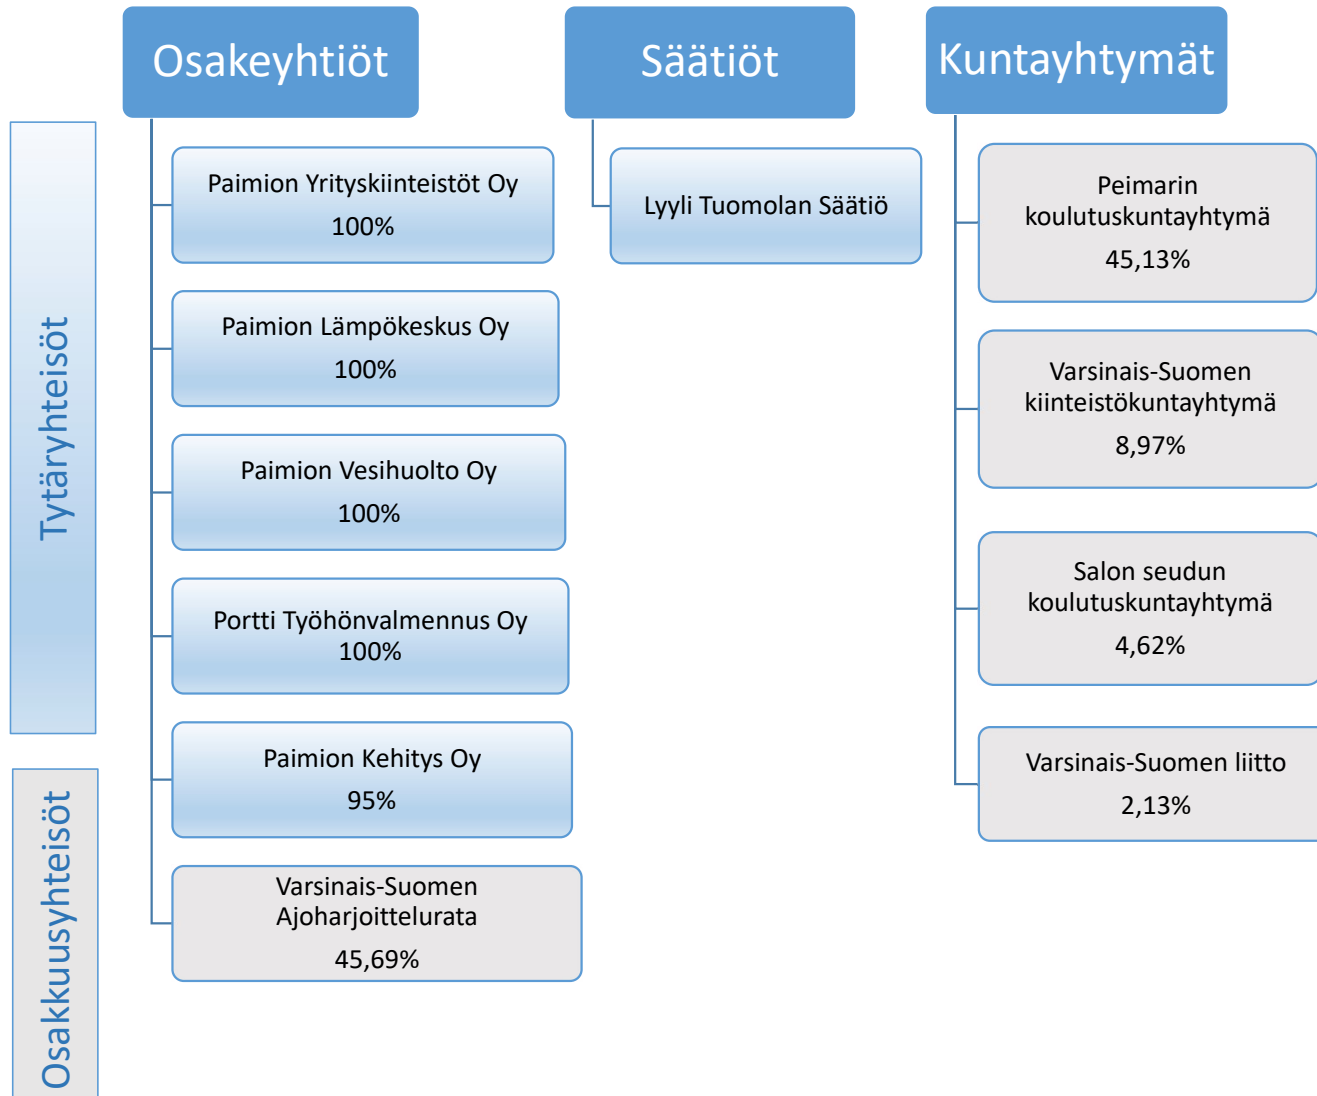 Osakeyhtiöt
Säätiöt
Kuntayhtymät
Tytäryhteisöt
Osakkuusyhteisöt
Paimion Yrityskiinteistöt Oy
100%
Paimion Lämpökeskus Oy
100%
Paimion Vesihuolto Oy
100%
Portti Työhönvalmennus Oy
100%
Paimion Kehitys Oy
95%
Varsinais-Suomen
Ajoharjoittelurata
45,69%
Lyyli Tuomolan Säätiö
Peimarin
koulutuskuntayhtymä
45,13%
Varsinais-Suomen
kiinteistökuntayhtymä
8,97%
Salon seudun
koulutuskuntayhtymä
4,62%
Varsinais-Suomen liitto
2,13%